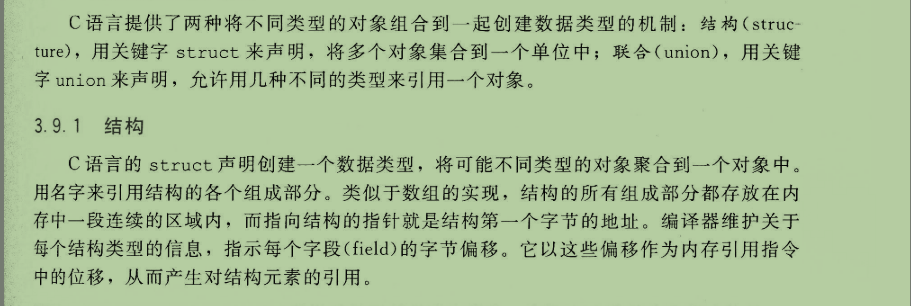 C语言提供了两种将不同类型的对象组合到一起创建数据类型的机制：结构(struc-
ture)，用关键字 struct 来声明，将多个对象集合到一个单位中；联合(union)，用关键
字 union 来声明，允许用几种不同的类型来引用一个对象。
3.9.1 结构
C语言的 struct 声明创建一个数据类型，将可能不同类型的对象聚合到一个对象中。
用名字来引用结构的各个组成部分。类似于数组的实现，结构的所有组成部分都存放在内
存中一段连续的区域内，而指向结构的指针就是结构第一个字节的地址。编译器维护关于
每个结构类型的信息，指示每个字段(field)的字节偏移。它以这些偏移作为内存引用指令
中的位移，从而产生对结构元素的引用。